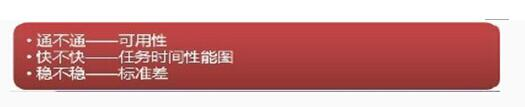 • 通不通——可用性
• 快不快——任务时间性能图
• 稳不稳——标准差